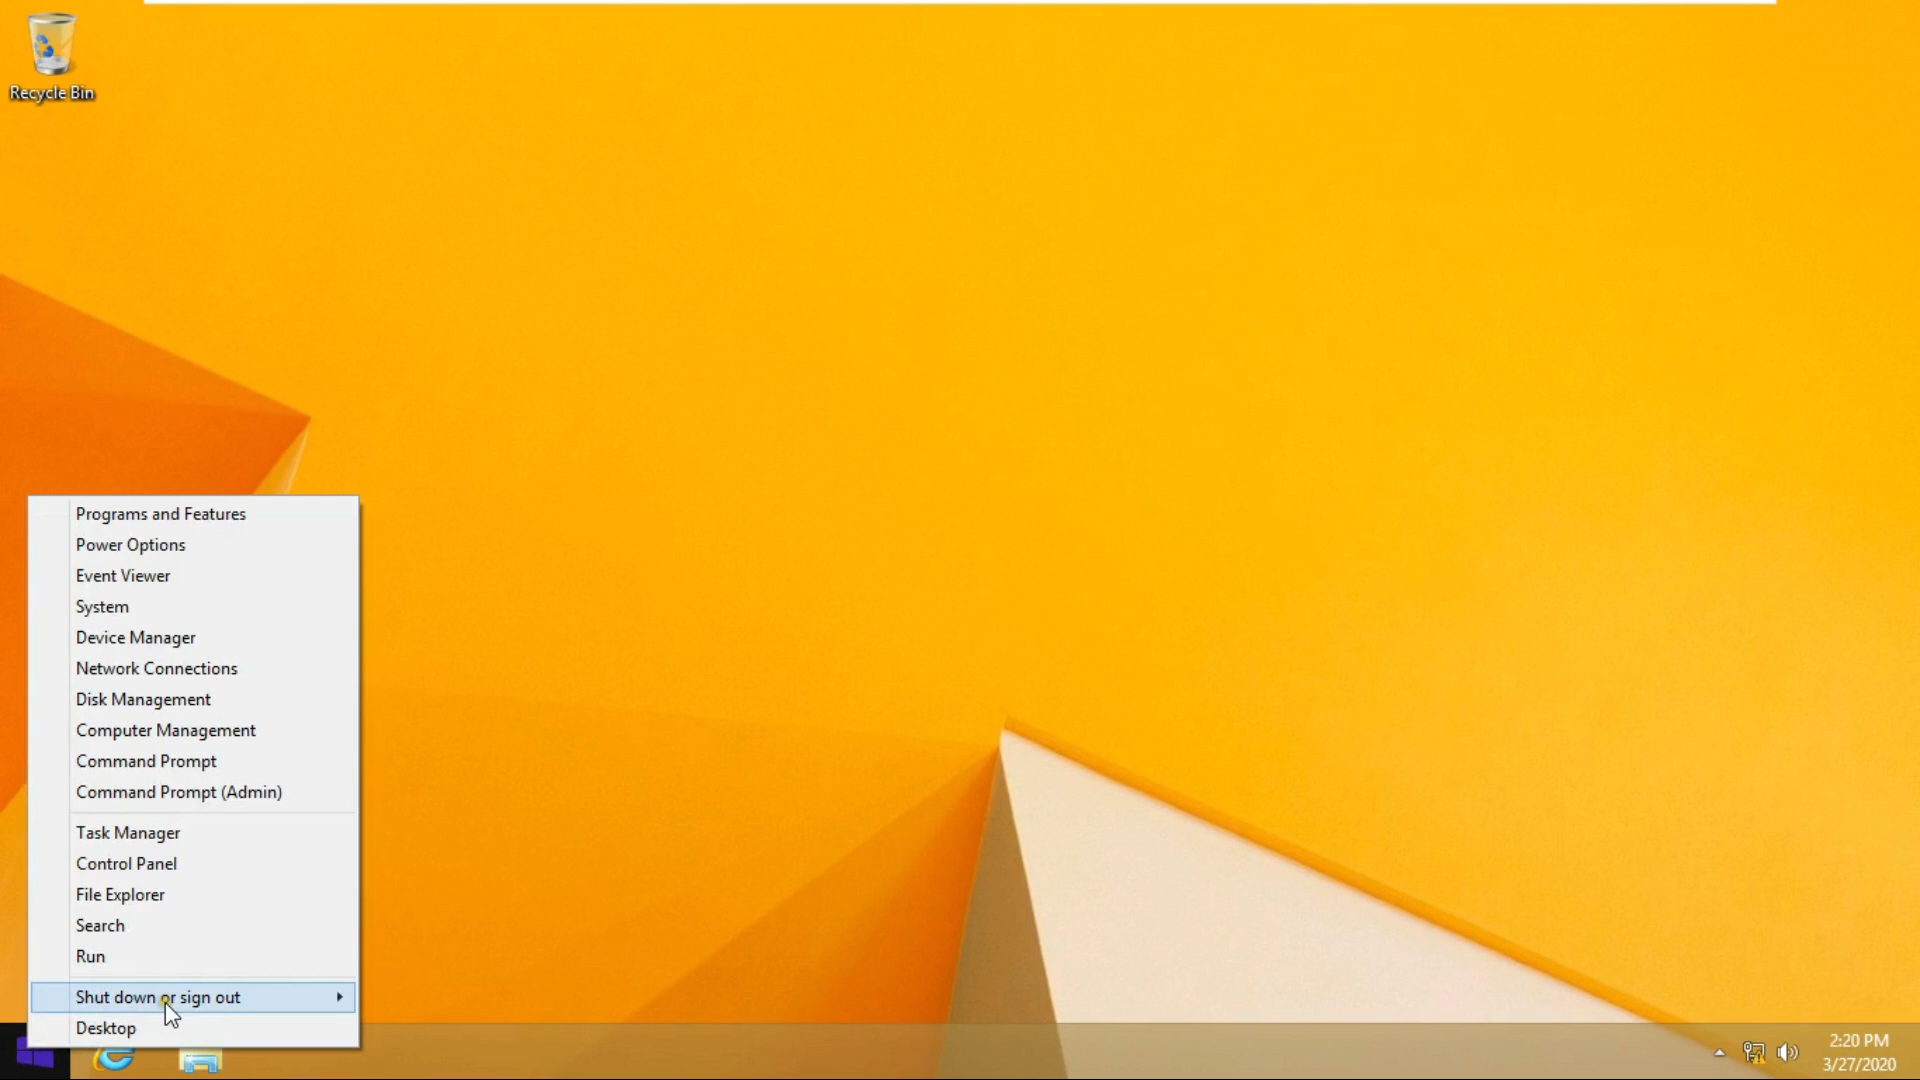 Recycle Bin
Programs and Features
Power Options
Event Viewer
System
Device Manager
Network Connections
Disk Management
Computer Management
Command Prompt
Command Prompt (Admin)
Task Manager
Control Panel
File Explorer
Search
Run
Shut down or sign out
Desktop
2:20 PM
3/27/2020